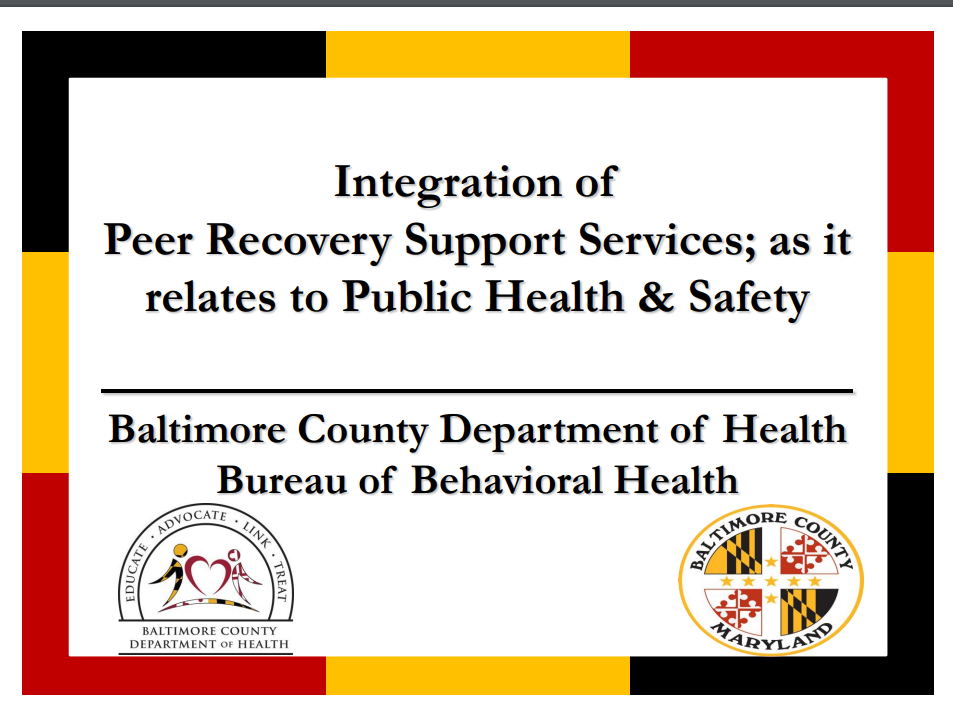 Integration of
Peer Recovery Support Services; as it
relates to Public Health & Safety
Baltimore County Department of Health
Bureau of Behavioral Health
EDUCATE · ADVOCATE · LINK · TREAT
BALTIMORE COUNTY
DEPARTMENT OF HEALTH
BALTIMORE COUNTY
MARYLAND